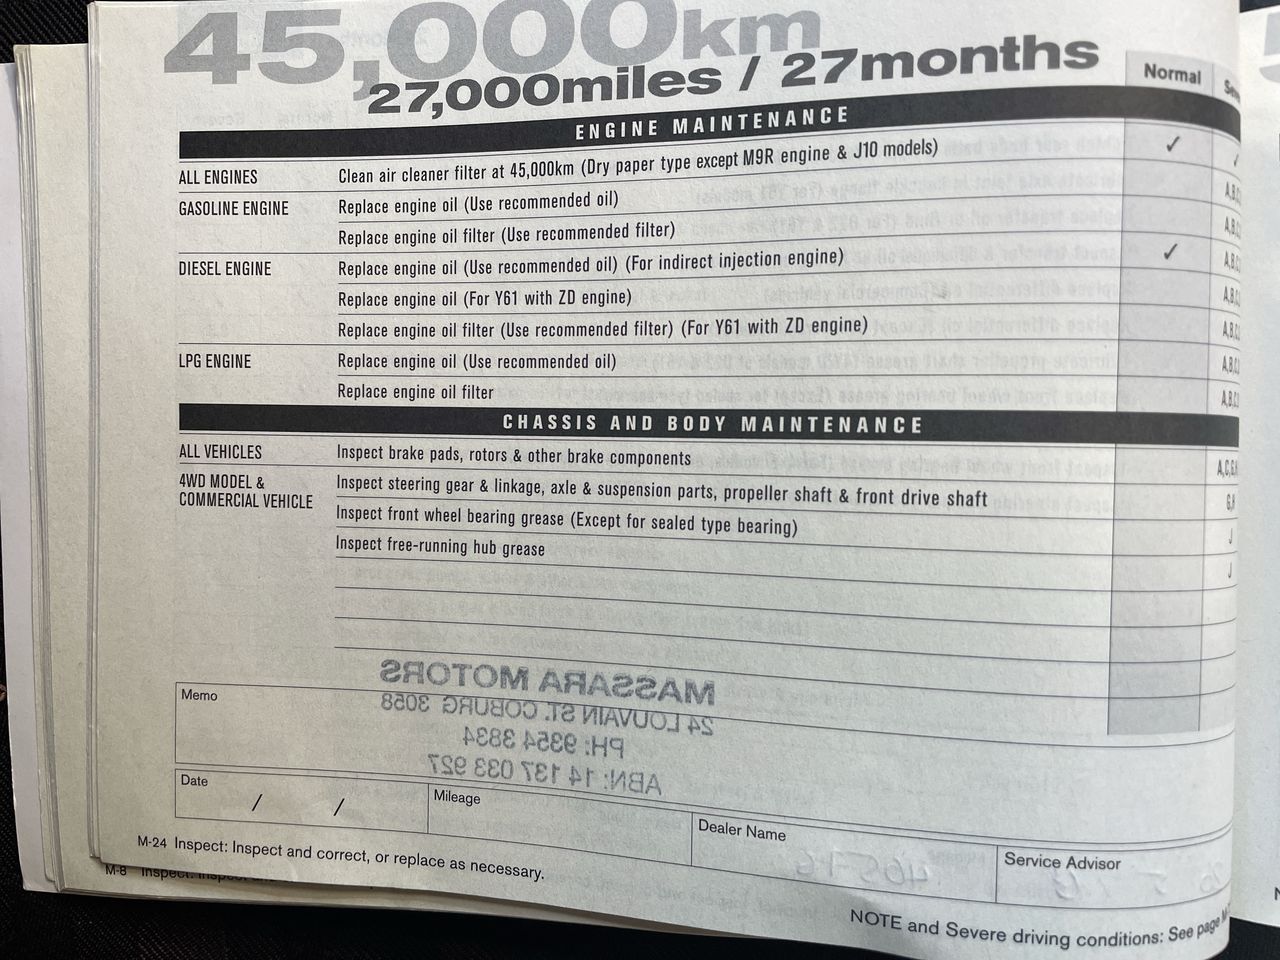 45,000km
27,000miles / 27months
Normal
ENGINE MAINTENANCE
ALL ENGINES Clean air cleaner filter at 45,000km (Dry paper type except M9R engine & J10 models) ✓ ✓
GASOLINE ENGINE Replace engine oil (Use recommended oil) A,B,C
Replace engine oil filter (Use recommended filter) A,B,C
DIESEL ENGINE Replace engine oil (Use recommended oil) (For indirect injection engine) ✓ A,B,C
Replace engine oil (For Y61 with ZD engine) A,B,C
Replace engine oil filter (Use recommended filter) (For Y61 with ZD engine) A,B,C
LPG ENGINE Replace engine oil (Use recommended oil) A,B,C
Replace engine oil filter A,B,C
CHASSIS AND BODY MAINTENANCE
ALL VEHICLES Inspect brake pads, rotors & other brake components A,C,G
4WD MODEL & COMMERCIAL VEHICLE Inspect steering gear & linkage, axle & suspension parts, propeller shaft & front drive shaft G,H
Inspect front wheel bearing grease (Except for sealed type bearing) J
Inspect free-running hub grease J
MASSARA MOTORS
24 LOUVAIN ST. COBURG 3058
PH: 9354 3834
ABN: 14 137 033 927
Memo
Date / /
Mileage
Dealer Name
Service Advisor
M-24 Inspect: Inspect and correct, or replace as necessary.
NOTE and Severe driving conditions: See page
M-8